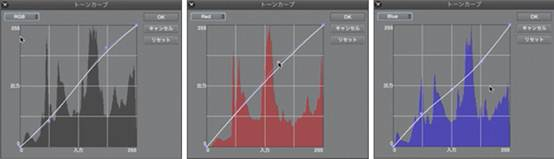 トーンカーブ
RGB
OK
キャンセル
リセット
255
出力
0
入力
255
トーンカーブ
Red
OK
キャンセル
リセット
255
出力
0
入力
255
トーンカーブ
Blue
OK
キャンセル
リセット
255
出力
0
入力
255